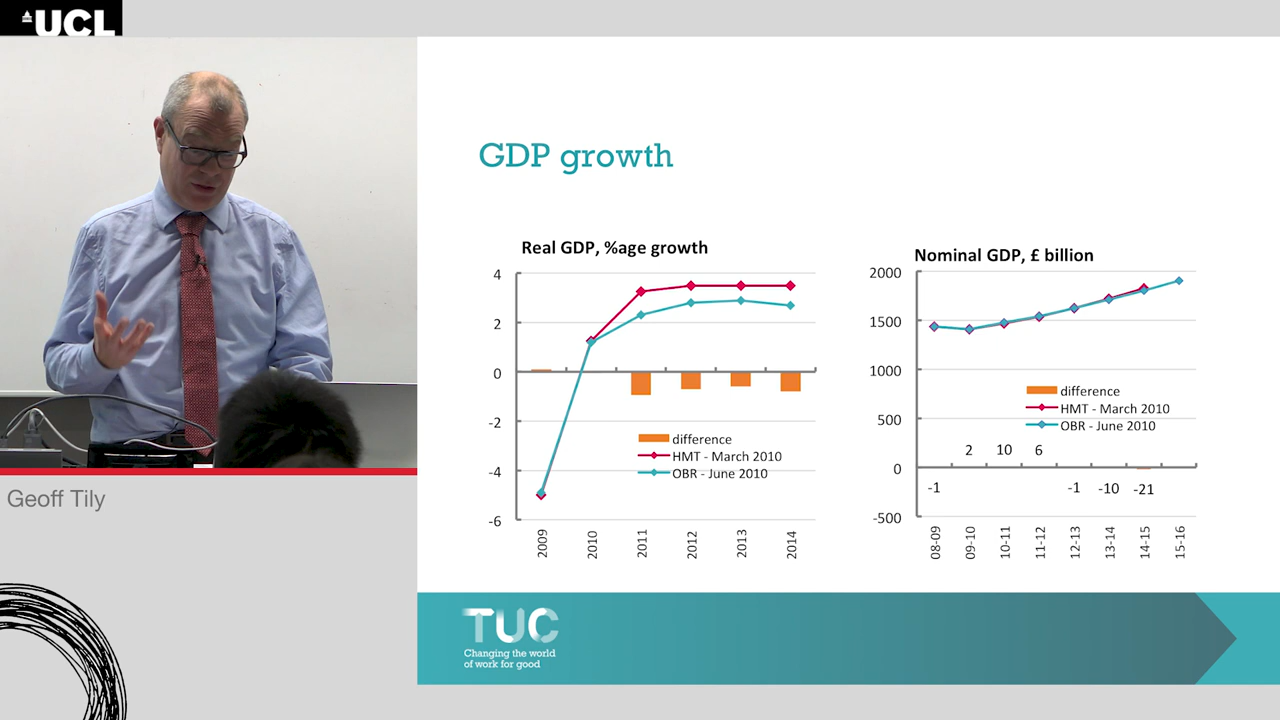 UCL
Geoff Tily
GDP growth
Real GDP, %age growth
4
2
0
-2
-4
-6
difference
HMT - March 2010
OBR - June 2010
2009
2010
2011
2012
2013
2014
Nominal GDP, £ billion
2000
1500
1000
500
0
-500
difference
HMT - March 2010
OBR - June 2010
2 10 6
-1 -1 -10 -21
08-09
09-10
10-11
11-12
12-13
13-14
14-15
15-16
TUC
Changing the world
of work for good